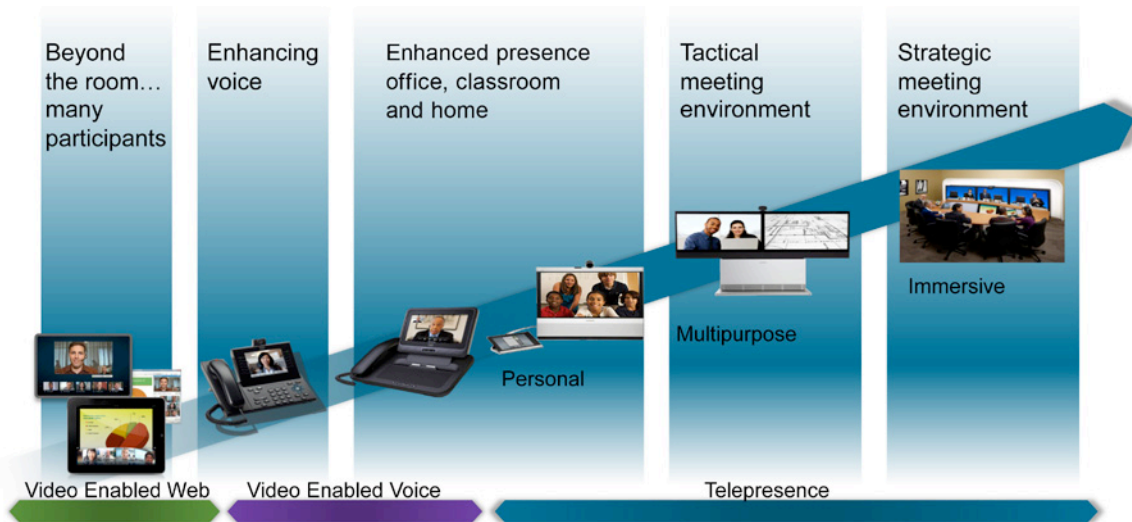 Beyond
the room…
many
participants
Enhancing
voice
Enhanced presence
office, classroom
and home
Tactical
meeting
environment
Strategic
meeting
environment
Immersive
Multipurpose
Personal
Video Enabled Web
Video Enabled Voice
Telepresence